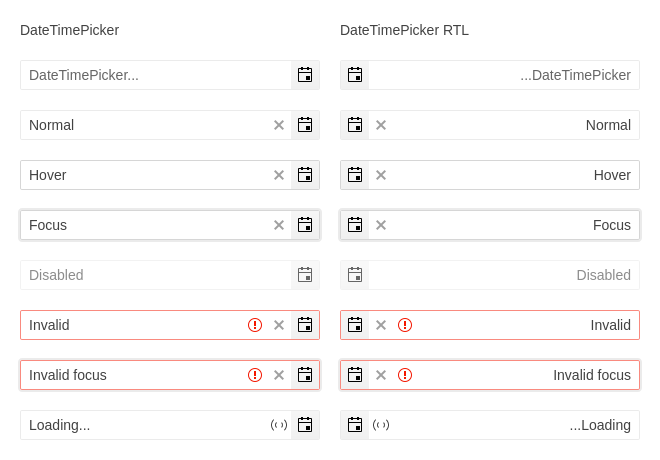 DateTimePicker
DateTimePicker RTL
DateTimePicker...
...DateTimePicker
Normal
Normal
Hover
Hover
Focus
Focus
Disabled
Disabled
Invalid
Invalid
Invalid focus
Invalid focus
Loading...
...Loading